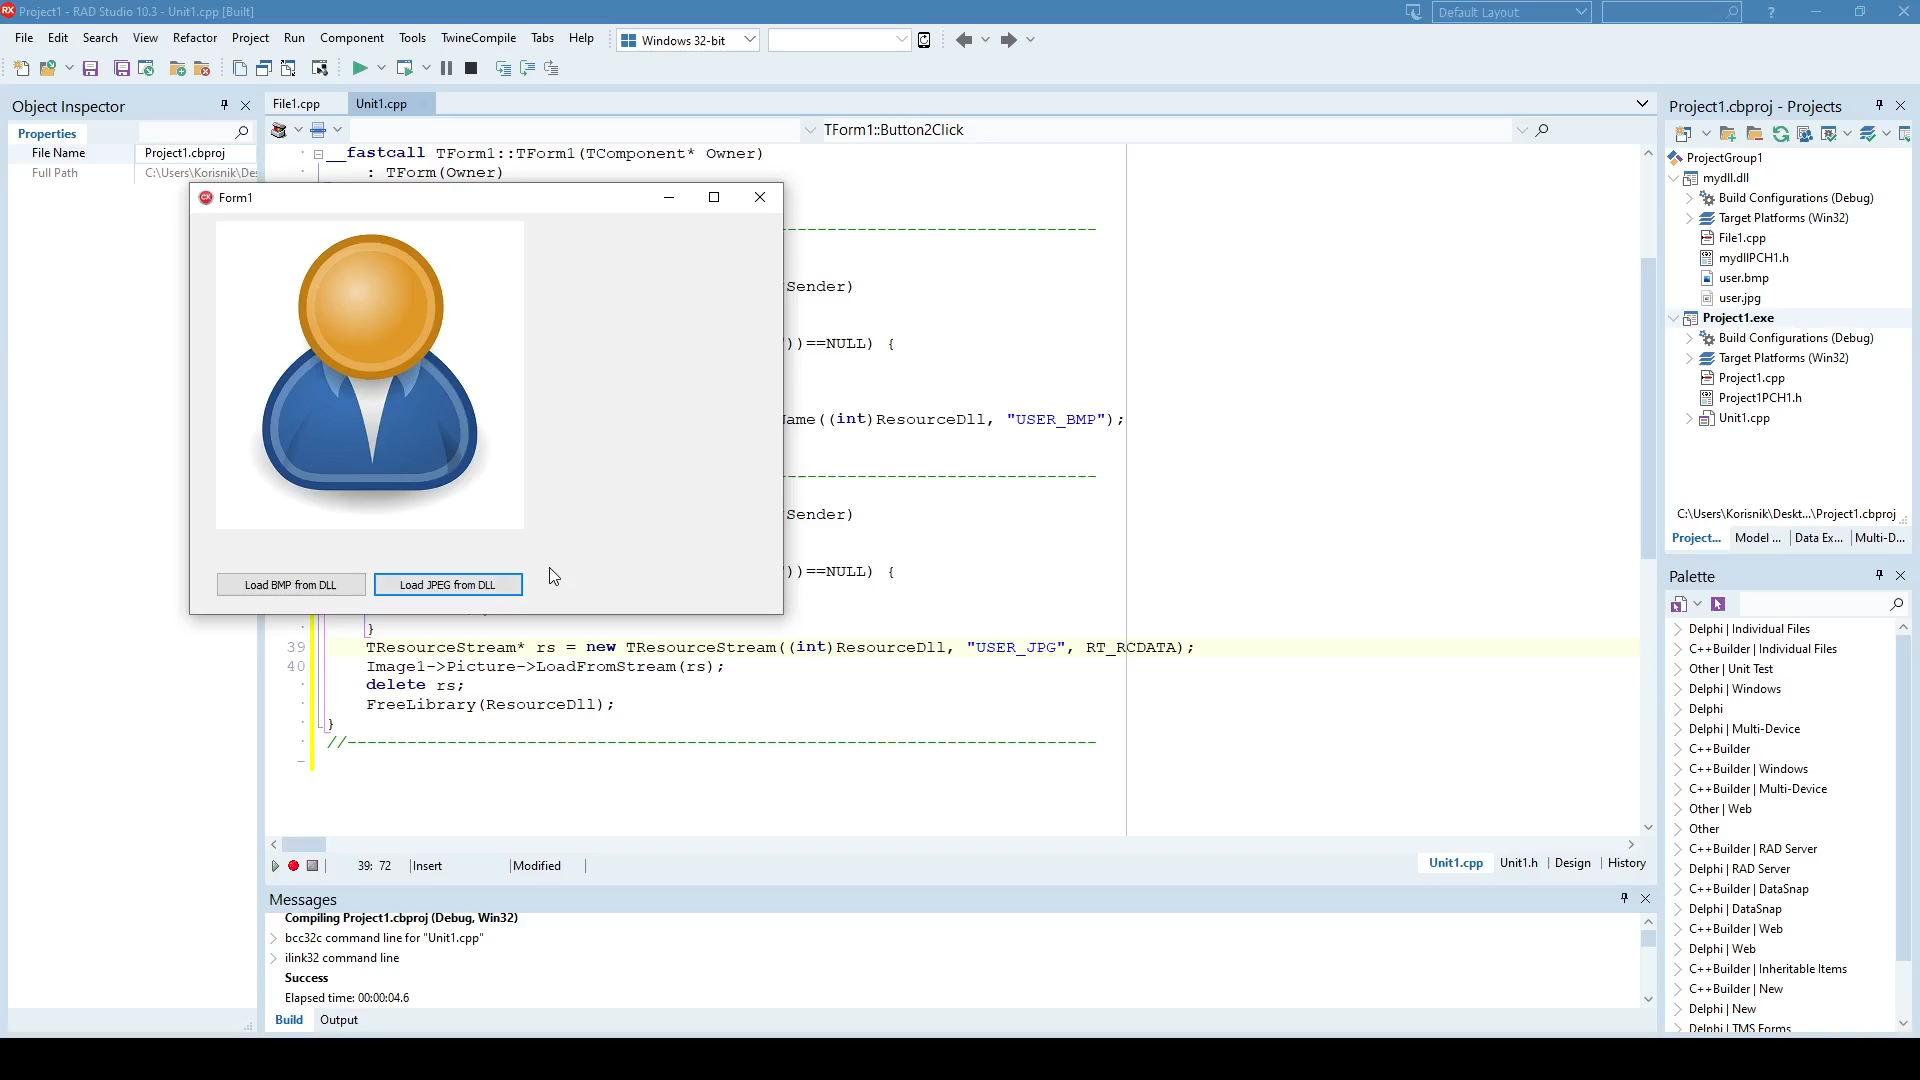 Project1 - RAD Studio 10.3 - Unit1.cpp [Built]
Default Layout
?
File Edit Search View Refactor Project Run Component Tools TwineCompile Tabs Help
Windows 32-bit
Object Inspector
Properties
File Name Project1.cbproj
Full Path C:\Users\Korisnik\De
File1.cpp Unit1.cpp
TForm1::Button2Click
__fastcall TForm1::TForm1(TComponent* Owner)
: TForm(Owner)
Form1
Sender)
))==NULL) {
ame((int)ResourceDll, "USER_BMP");
Sender)
))==NULL) {
Load BMP from DLL
Load JPEG from DLL
}
39 TResourceStream* rs = new TResourceStream((int)ResourceDll, "USER_JPG", RT_RCDATA);
40 Image1->Picture->LoadFromStream(rs);
delete rs;
FreeLibrary(ResourceDll);
}
//---------------------------------------------------------------------------
39: 72 Insert Modified
Unit1.cpp Unit1.h Design History
Messages
Compiling Project1.cbproj (Debug, Win32)
bcc32c command line for "Unit1.cpp"
ilink32 command line
Success
Elapsed time: 00:00:04.6
Build Output
Project1.cbproj - Projects
ProjectGroup1
mydll.dll
Build Configurations (Debug)
Target Platforms (Win32)
File1.cpp
mydllPCH1.h
user.bmp
user.jpg
Project1.exe
Build Configurations (Debug)
Target Platforms (Win32)
Project1.cpp
Project1PCH1.h
Unit1.cpp
C:\Users\Korisnik\Deskt...\Project1.cbproj
Project... Model ... Data Ex... Multi-D...
Palette
Delphi | Individual Files
C++Builder | Individual Files
Other | Unit Test
Delphi | Windows
Delphi
Delphi | Multi-Device
C++Builder
C++Builder | Windows
C++Builder | Multi-Device
Other | Web
Other
C++Builder | RAD Server
Delphi | RAD Server
C++Builder | DataSnap
Delphi | DataSnap
C++Builder | Web
Delphi | Web
C++Builder | Inheritable Items
C++Builder | New
Delphi | New
Delphi | TMS Forms